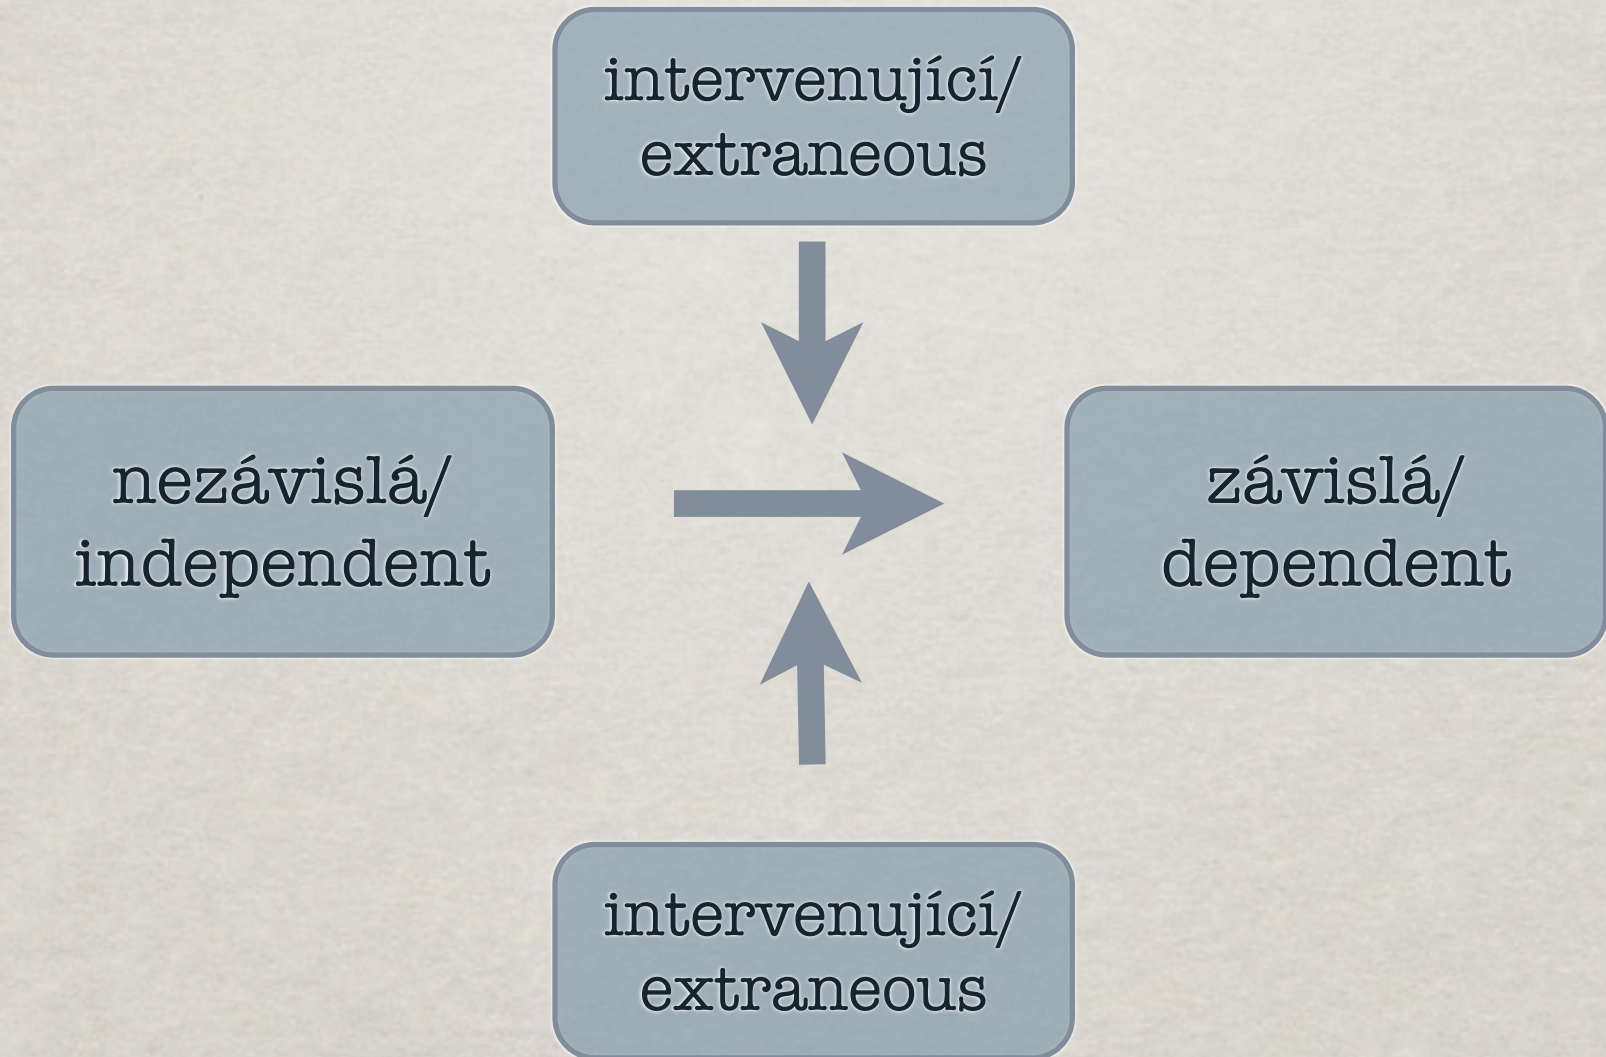 intervenující/
extraneous
nezávislá/
independent
závislá/
dependent
intervenující/
extraneous